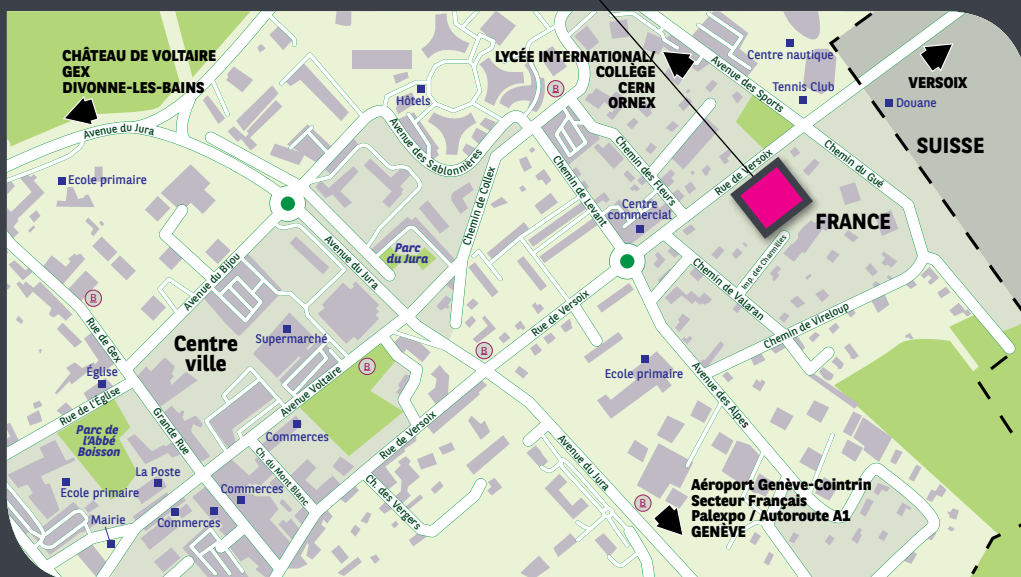 CHÂTEAU DE VOLTAIRE
GEX
DIVONNE-LES-BAINS
LYCÉE INTERNATIONAL/
COLLÈGE
CERN
ORNEX
Centre nautique
Avenue des Sports
Tennis Club
VERSOIX
Douane
SUISSE
Hôtels
B
Avenue du Jura
Avenue des Sablonnières
Chemin des Fleurs
Rue de Versoix
Chemin du Gué
Ecole primaire
Chemin de Collex
Chemin de Levant
Centre
commercial
FRANCE
Parc
du Jura
Avenue du Jura
Avenue du Bijou
Imp. des Charmilles
Chemin de Valaran
B
Rue de Gex
Rue de Versoix
Chemin de Vireloup
Centre
ville
Supermarché
B
B
Ecole primaire
Église
Avenue Voltaire
Avenue des Alpes
Rue de l'Église
Grande Rue
Commerces
Rue de Versoix
Parc de
l'Abbé
Boisson
La Poste
Ch. du Mont Blanc
Avenue du Jura
Ecole primaire
Commerces
Ch. des Vergers
Mairie
Commerces
B
Aéroport Genève-Cointrin
Secteur Français
Palexpo / Autoroute A1
GENÈVE